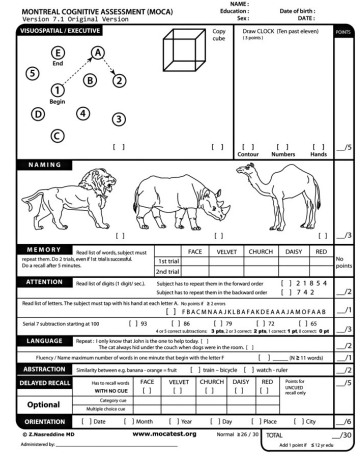 NAME :
MONTREAL COGNITIVE ASSESSMENT (MOCA)
Education :
Date of birth :
Version 7.1 Original Version
Sex :
DATE :
VISUOSPATIAL / EXECUTIVE
Copy cube
Draw CLOCK (Ten past eleven)
( 3 points )
POINTS
E
End
A
5
B
2
1
Begin
D
4
3
C
[ ]
[ ]
[ ] [ ] [ ]
Contour Numbers Hands
__/5
NAMING
[ ] [ ] [ ]
__/3
MEMORY
Read list of words, subject must repeat them. Do 2 trials, even if 1st trial is successful. Do a recall after 5 minutes.
FACE VELVET CHURCH DAISY RED
1st trial
2nd trial
No points
ATTENTION
Read list of digits (1 digit/ sec.).
Subject has to repeat them in the forward order [ ] 2 1 8 5 4
Subject has to repeat them in the backward order [ ] 7 4 2
__/2
Read list of letters. The subject must tap with his hand at each letter A. No points if ≥ 2 errors
[ ] F B A C M N A A J K L B A F A K D E A A A J A M O F A A B
__/1
Serial 7 subtraction starting at 100 [ ] 93 [ ] 86 [ ] 79 [ ] 72 [ ] 65
4 or 5 correct subtractions: 3 pts, 2 or 3 correct: 2 pts, 1 correct: 1 pt, 0 correct: 0 pt
__/3
LANGUAGE
Repeat : I only know that John is the one to help today. [ ]
The cat always hid under the couch when dogs were in the room. [ ]
__/2
Fluency / Name maximum number of words in one minute that begin with the letter F [ ] ____ (N ≥ 11 words)
__/1
ABSTRACTION
Similarity between e.g. banana - orange = fruit [ ] train – bicycle [ ] watch - ruler
__/2
DELAYED RECALL
Has to recall words WITH NO CUE
FACE VELVET CHURCH DAISY RED
[ ] [ ] [ ] [ ] [ ]
Points for UNCUED recall only
__/5
Optional
Category cue
Multiple choice cue
ORIENTATION
[ ] Date [ ] Month [ ] Year [ ] Day [ ] Place [ ] City
__/6
© Z.Nasreddine MD
www.mocatest.org
Normal ≥ 26 / 30
TOTAL
__/30
Administered by:
Add 1 point if ≤ 12 yr edu